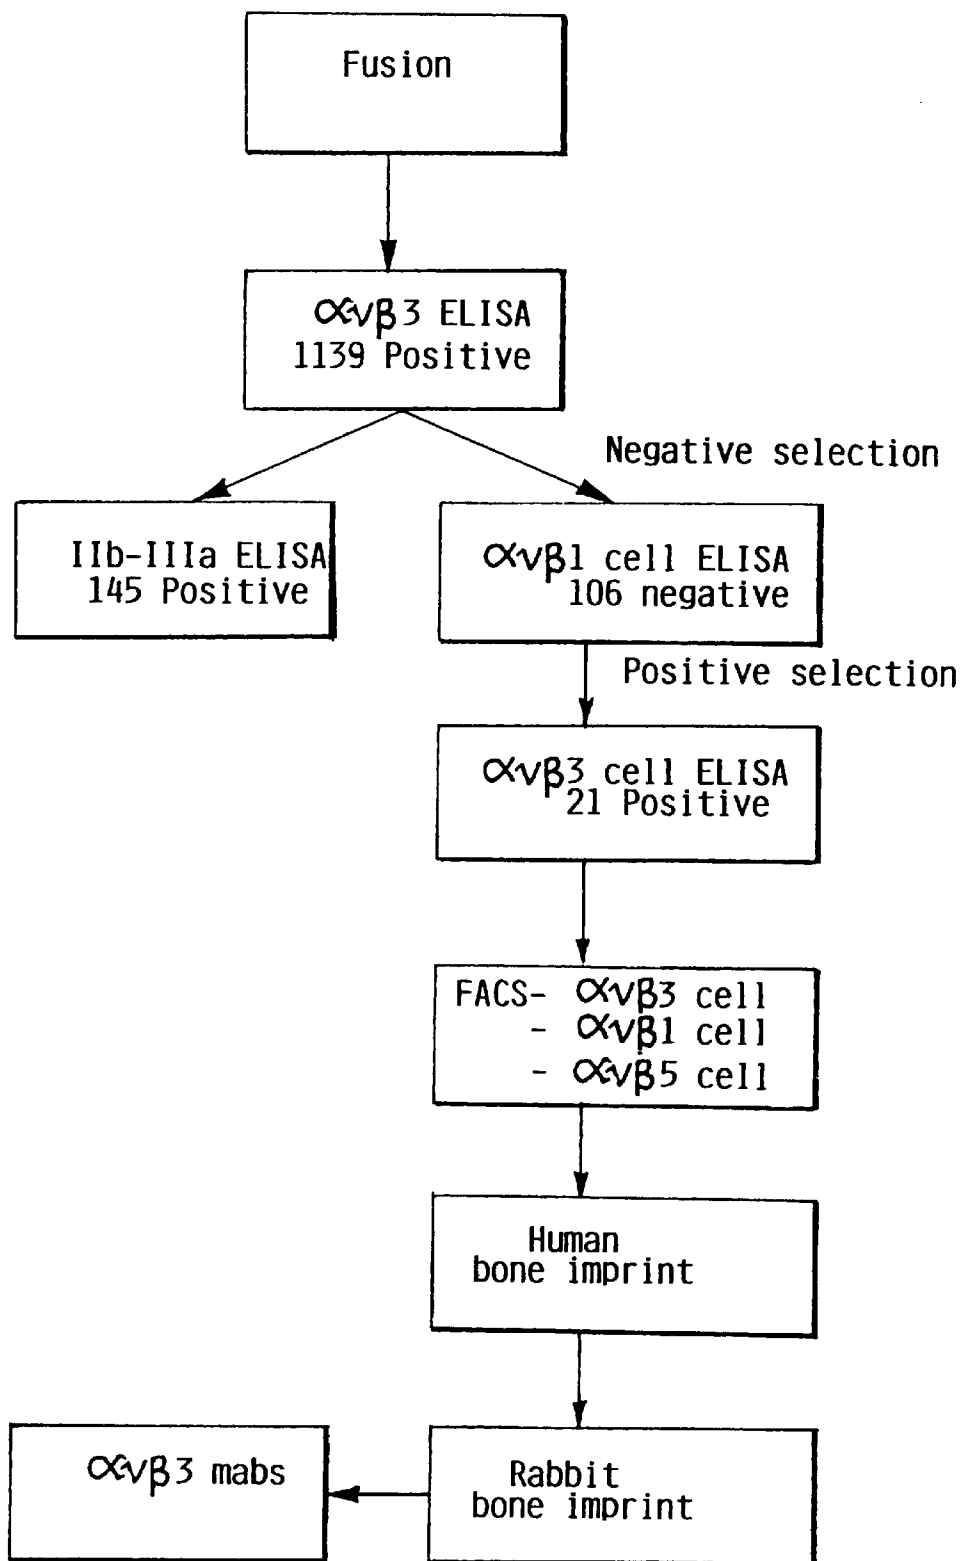 Fusion
αvβ3 ELISA
1139 Positive
Negative selection
IIb-IIIa ELISA
145 Positive
αvβ1 cell ELISA
106 negative
Positive selection
αvβ3 cell ELISA
21 Positive
FACS- αvβ3 cell
- αvβ1 cell
- αvβ5 cell
Human
bone imprint
Rabbit
bone imprint
αvβ3 mabs